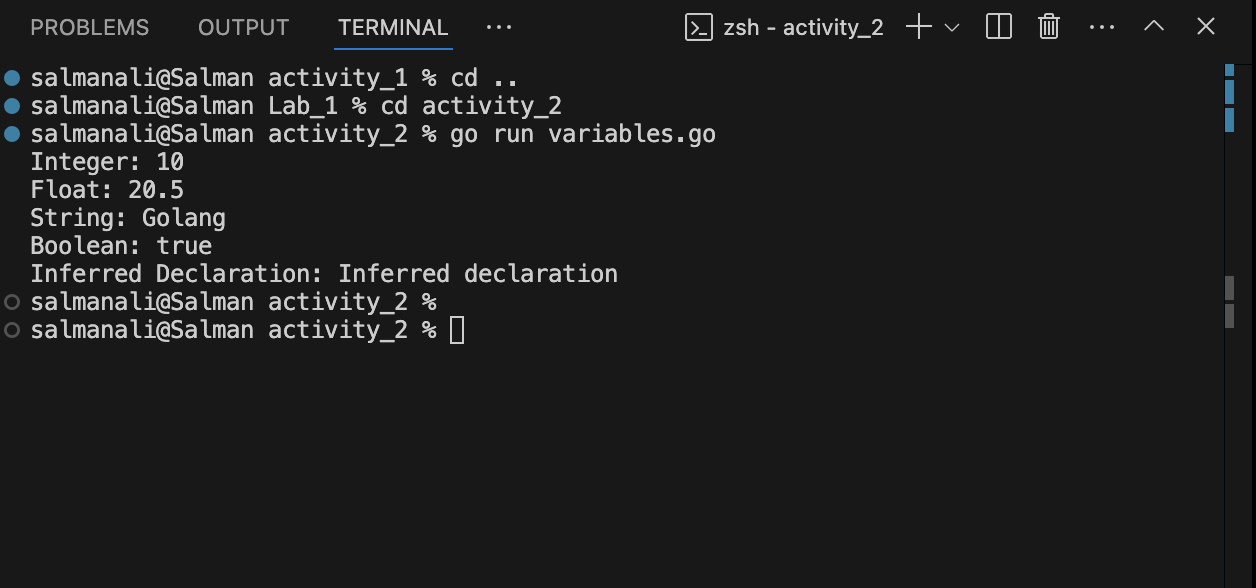 PROBLEMS OUTPUT TERMINAL ··· zsh - activity_2
salmanali@Salman activity_1 % cd ..
salmanali@Salman Lab_1 % cd activity_2
salmanali@Salman activity_2 % go run variables.go
Integer: 10
Float: 20.5
String: Golang
Boolean: true
Inferred Declaration: Inferred declaration
salmanali@Salman activity_2 %
salmanali@Salman activity_2 %